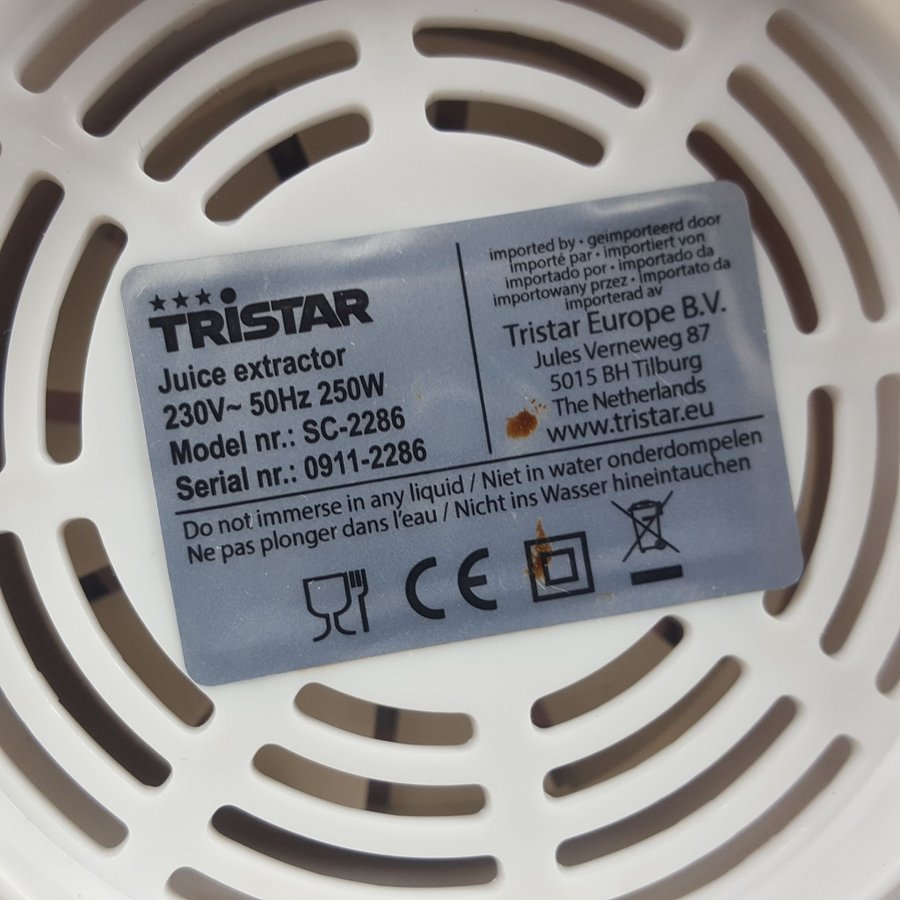 TRiSTAR
Juice extractor
230V~ 50Hz 250W
Model nr.: SC-2286
Serial nr.: 0911-2286
imported by • geïmporteerd door
importé par • importiert von
importado por • importado da
importowany przez • importato da
importerad av
Tristar Europe B.V.
Jules Verneweg 87
5015 BH Tilburg
The Netherlands
www.tristar.eu
Do not immerse in any liquid / Niet in water onderdompelen
Ne pas plonger dans l'eau / Nicht ins Wasser hineintauchen
CE